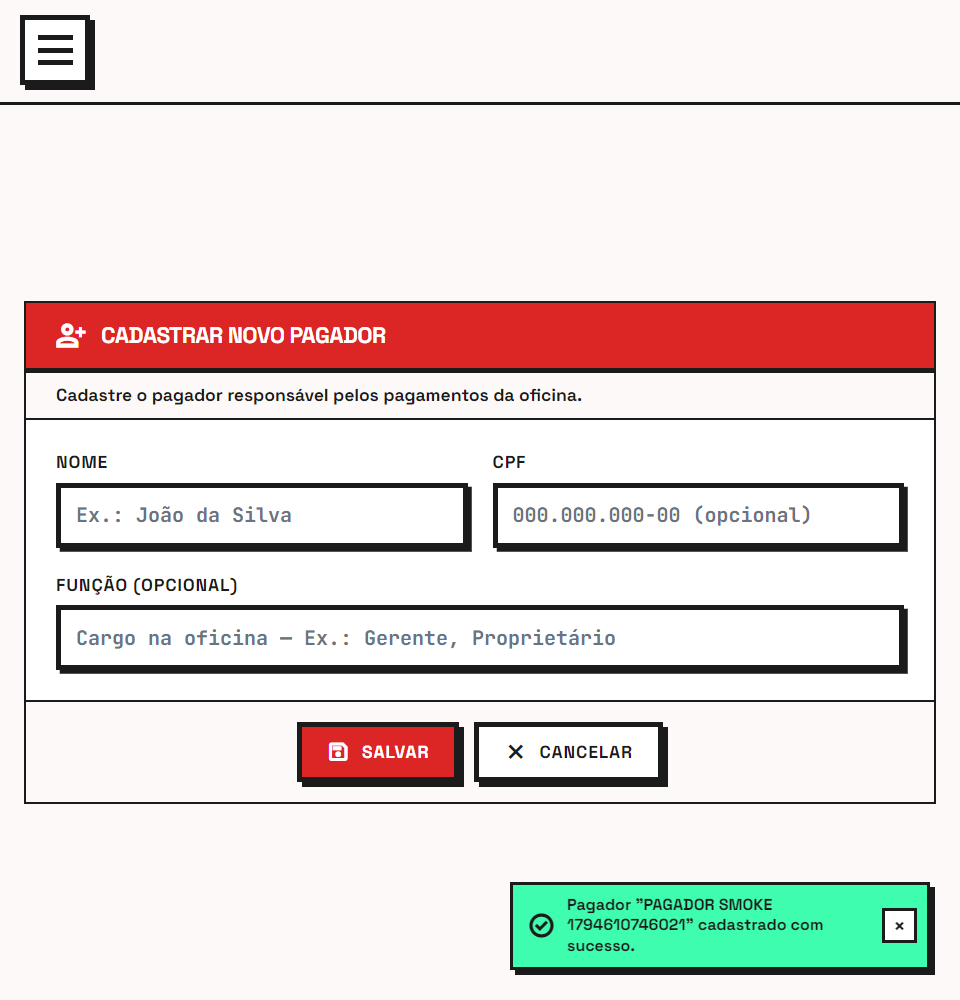 CADASTRAR NOVO PAGADOR
Cadastre o pagador responsável pelos pagamentos da oficina.
NOME
CPF
Ex.: João da Silva
000.000.000-00 (opcional)
FUNÇÃO (OPCIONAL)
Cargo na oficina — Ex.: Gerente, Proprietário
SALVAR
CANCELAR
Pagador "PAGADOR SMOKE
1794610746021" cadastrado com
sucesso.